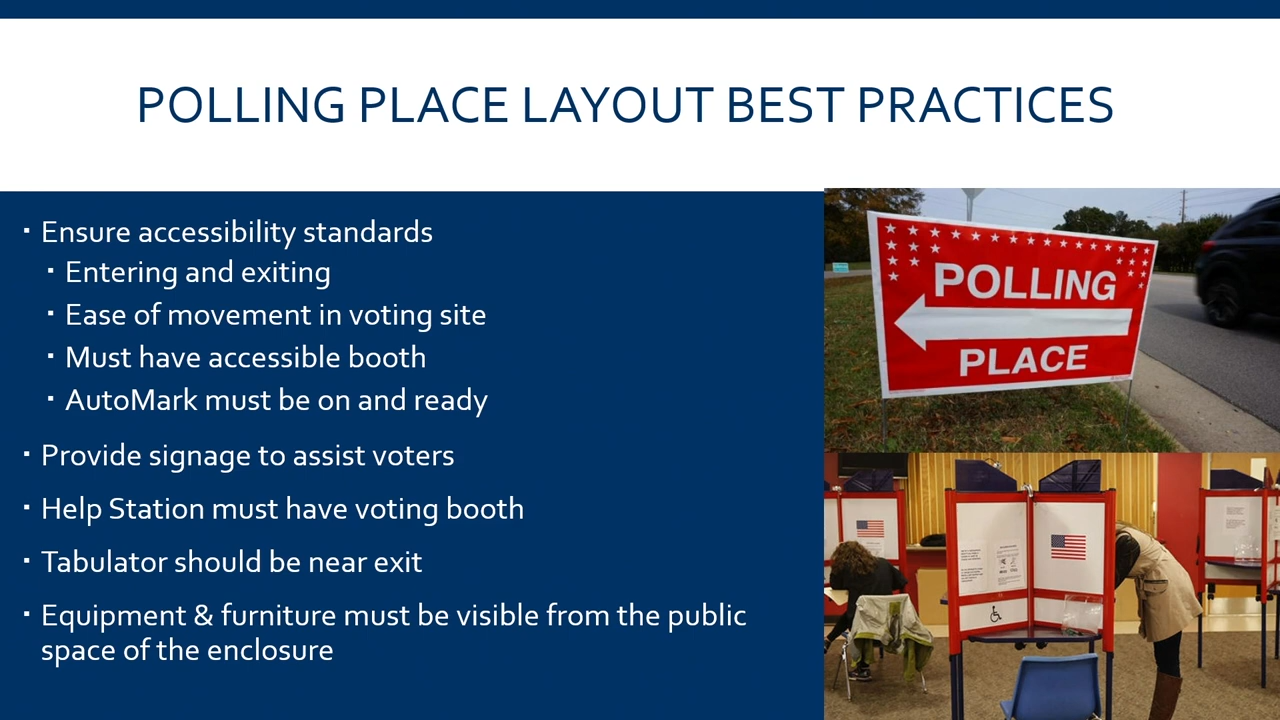 POLLING PLACE LAYOUT BEST PRACTICES
▪ Ensure accessibility standards
▪ Entering and exiting
▪ Ease of movement in voting site
▪ Must have accessible booth
▪ AutoMark must be on and ready
▪ Provide signage to assist voters
▪ Help Station must have voting booth
▪ Tabulator should be near exit
▪ Equipment & furniture must be visible from the public
space of the enclosure
POLLING
PLACE